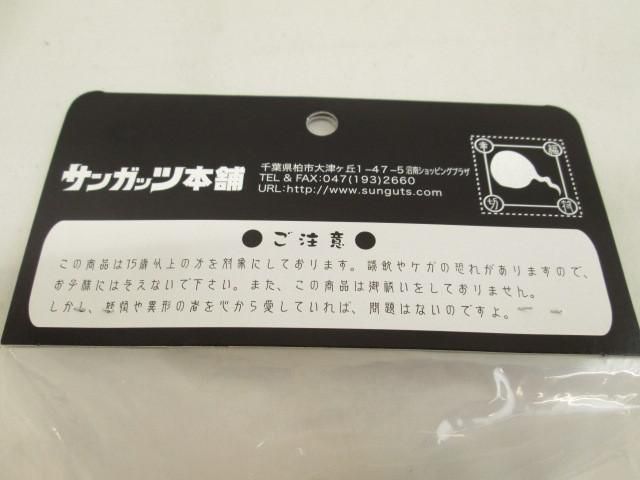 サンガッツ本舗
千葉県柏市大津ヶ丘1-47-5沼南ショッピングプラザ
TEL & FAX:047(193)2660
URL:http://www.sunguts.com
幸 福
切 符
●ご注意●
この商品は15歳以上の方を対象にしております。誤飲やケガの恐れがありますので、
お子様には与えないで下さい。また、この商品は御祓いをしておりません。
しかし、妖怪や異形の者を心から愛していれば、問題はないのですよ。